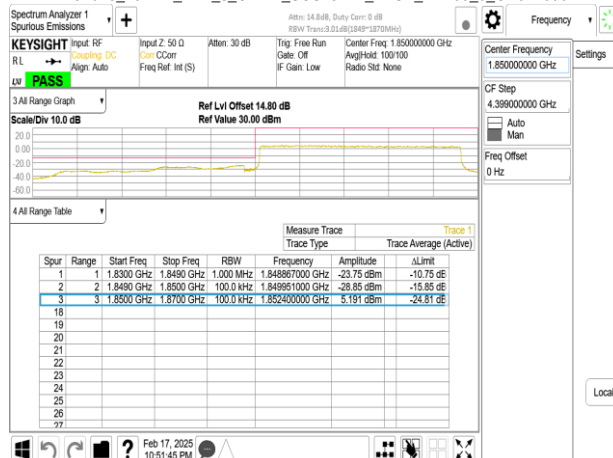 Spectrum Analyzer 1
Spurious Emissions
+
Attn: 14.8dB, Duty Corr: 0 dB
RSW Tranc:3.01dB(1849~1870MHz)
Frequency
KEYSIGHT
RL
LXI
PASS
Input: RF
Coupling: DC
Align: Auto
Input Z: 50 Ω
Corr CCorr
Freq Ref: Int (S)
Atten: 30 dB
Trig: Free Run
Gate: Off
IF Gain: Low
Center Freq: 1.850000000 GHz
Avg|Hold: 100/100
Radio Std: None
Center Frequency
1.850000000 GHz
Settings
CF Step
4.399000000 GHz
Auto
Man
Freq Offset
0 Hz
3 All Range Graph
Scale/Div 10.0 dB
Ref Lvl Offset 14.80 dB
Ref Value 30.00 dBm
20.0
0.00
-20.0
-40.0
-60.0
4 All Range Table
Measure Trace Trace 1
Trace Type Trace Average (Active)
Spur Range Start Freq Stop Freq RBW Frequency Amplitude ΔLimit
1 1 1.8300 GHz 1.8490 GHz 1.000 MHz 1.848867000 GHz -23.75 dBm -10.75 dB
2 2 1.8490 GHz 1.8500 GHz 100.0 kHz 1.849951000 GHz -28.85 dBm -15.85 dB
3 3 1.8500 GHz 1.8700 GHz 100.0 kHz 1.852400000 GHz 5.191 dBm -24.81 dB
18
19
20
21
22
23
24
25
26
27
Local
?
Feb 17, 2025
10:51:45 PM